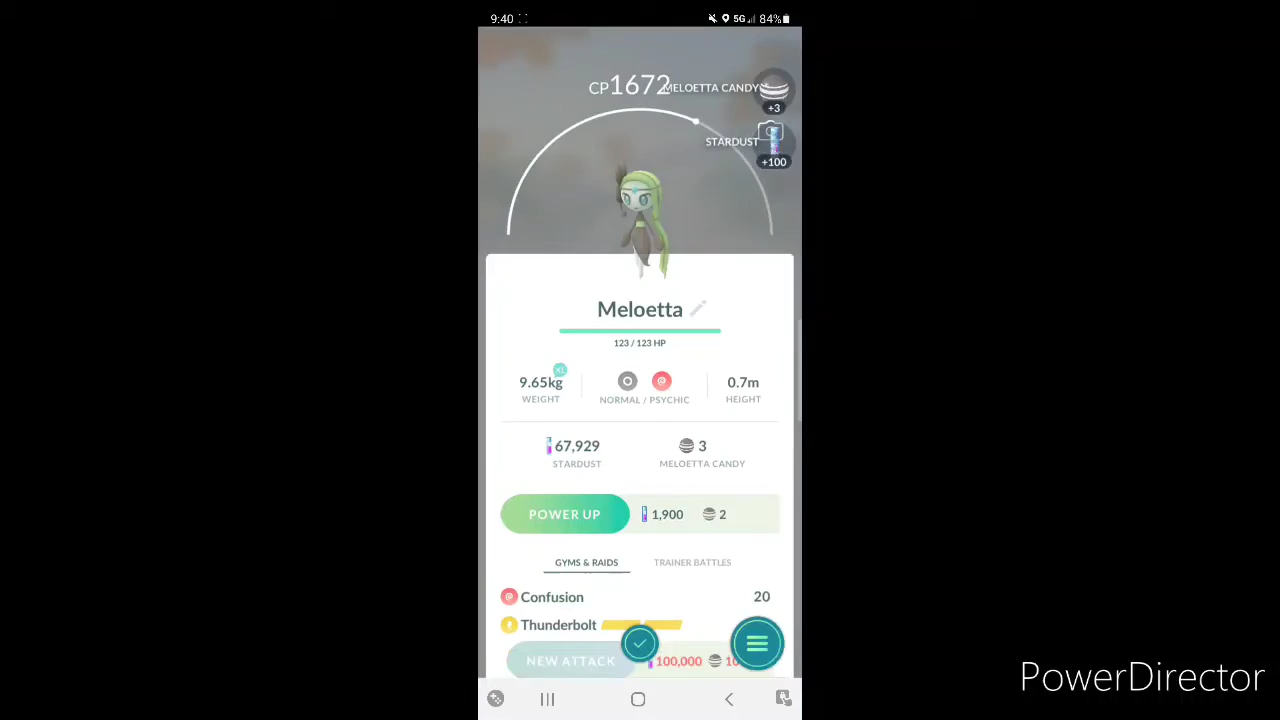 9:40 5G 84%
CP1672
MELOETTA CANDY
+3
STARDUST
+100
Meloetta
123 / 123 HP
XL
9.65kg
WEIGHT
NORMAL / PSYCHIC
0.7m
HEIGHT
67,929
STARDUST
3
MELOETTA CANDY
POWER UP 1,900 2
GYMS & RAIDS TRAINER BATTLES
Confusion 20
Thunderbolt
NEW ATTACK 100,000 10
PowerDirector